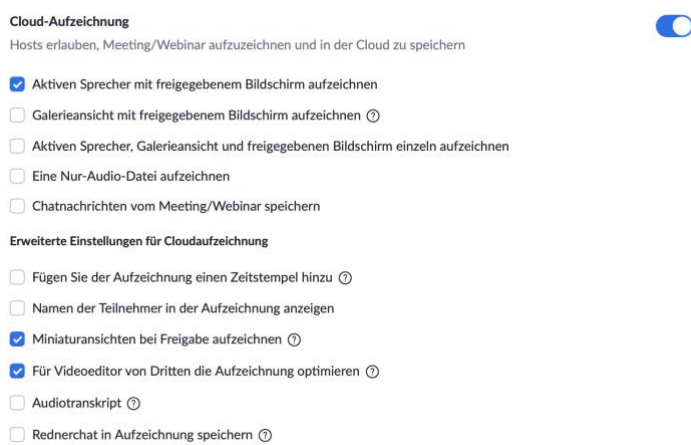 Cloud-Aufzeichnung
Hosts erlauben, Meeting/Webinar aufzuzeichnen und in der Cloud zu speichern
Aktiven Sprecher mit freigegebenem Bildschirm aufzeichnen
Galerieansicht mit freigegebenem Bildschirm aufzeichnen
Aktiven Sprecher, Galerieansicht und freigegebenen Bildschirm einzeln aufzeichnen
Eine Nur-Audio-Datei aufzeichnen
Chatnachrichten vom Meeting/Webinar speichern
Erweiterte Einstellungen für Cloudaufzeichnung
Fügen Sie der Aufzeichnung einen Zeitstempel hinzu
Namen der Teilnehmer in der Aufzeichnung anzeigen
Miniaturansichten bei Freigabe aufzeichnen
Für Videoeditor von Dritten die Aufzeichnung optimieren
Audiotranskript
Rednerchat in Aufzeichnung speichern